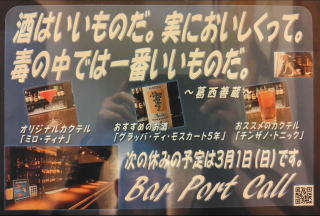 酒はいいものだ。実においしくって。
毒の中では一番いいものだ。
～葛西善蔵～
オリジナルカクテル
「ミロ・ティナ」
おすすめのお酒
「グラッパ・ディ・モスカート5年」
おススメのカクテル
「テンザノ・トニック」
次の休みの予定は3月1日(日)です。
Bar Port Call